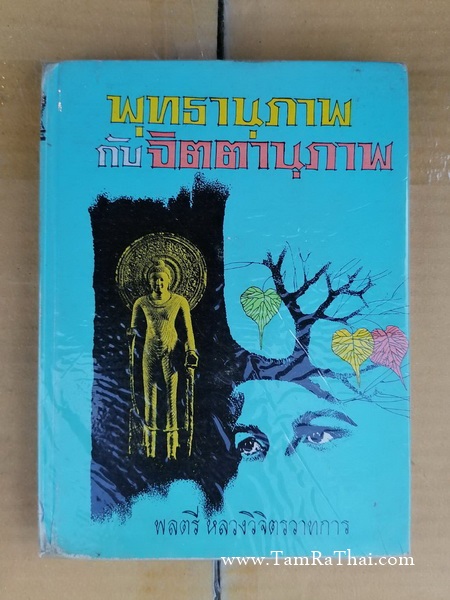 พุทธานุภาพ
กับ จิตตานุภาพ
พลตรี หลวงวิจิตรวาทการ
www.TamRaThai.com